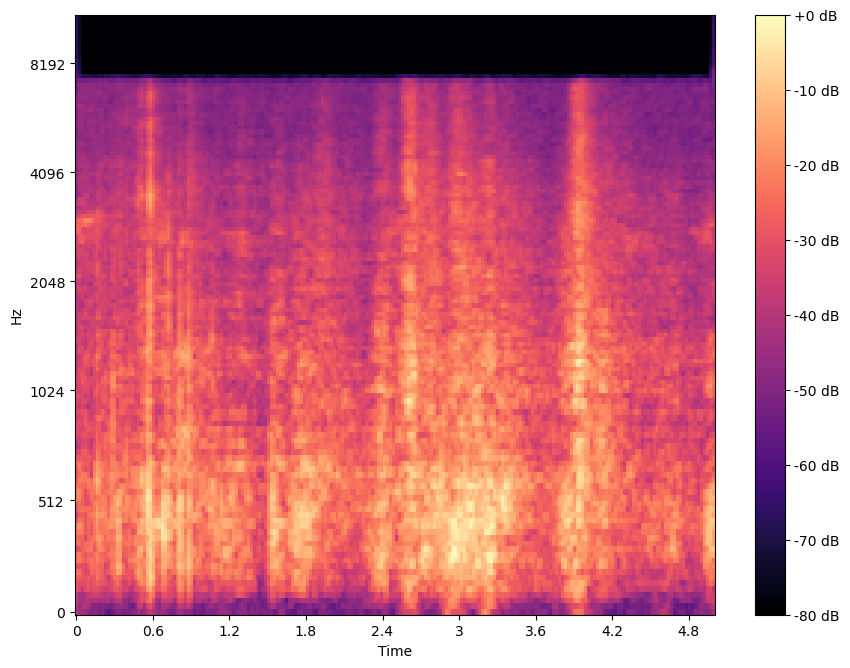 +0 dB
8192
-10 dB
4096
-20 dB
-30 dB
2048
Hz
-40 dB
1024
-50 dB
512
-60 dB
-70 dB
0
-80 dB
0 0.6 1.2 1.8 2.4 3 3.6 4.2 4.8
Time